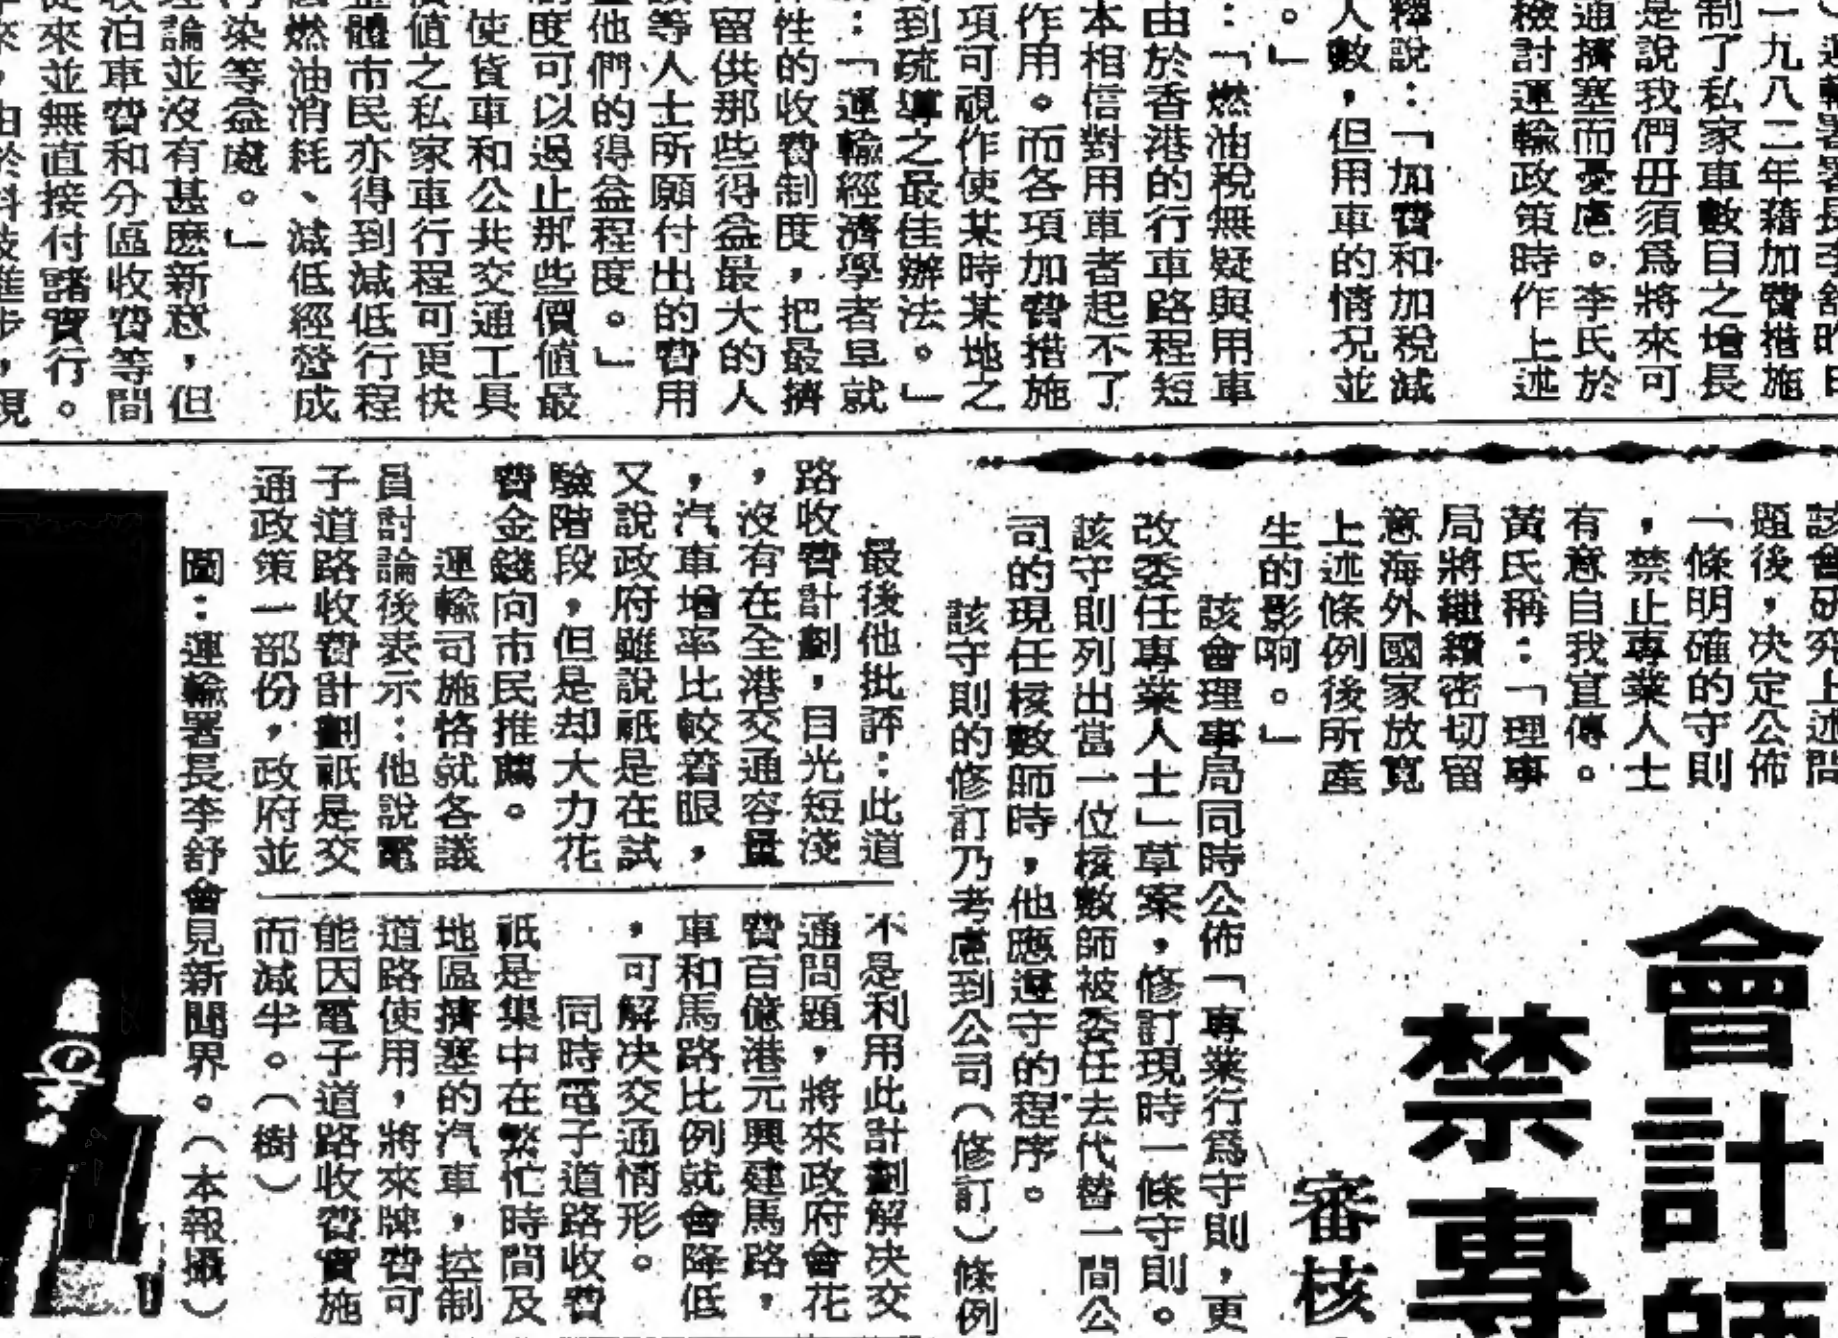 ）運輸署署長李舒昨日
一九八二年藉加費措施
制了私家車數目之增長
是說我們毋須爲將來可
通擠塞而憂慮。李氏於
檢討運輸政策時作上述
釋說：「加費和加稅減
人數，但用車的情況並
。」
：「燃油稅無疑與用車
由於香港的行車路程短
本相信對用車者起不了
作用。而各項加費措施
項可視作使某時某地之
到疏導之最佳辦法。」
：「運輸經濟學者早就
性的收費制度，把最擠
留供那些得益最大的人
等人士所願付出的費用
他們的得益程度。」
度可以遏止那些價值最
使貨車和公共交通工具
值之私家車行程可更快
體市民亦得到減低行程
燃油消耗、減低經營成
染等益處。」
理論並沒有甚麽新意，但
泊車費和分區收費等間
從來並無直接付諸實行。
來，由於科技進步，現
該會研究上述問
題後，决定公佈
「條明確的守則
，禁止專業人士
有意自我宣傳。
黃氏稱：「理事
局將繼續密切留
意海外國家放寬
上述條例後所產
生的影响。」
該會理事局同時公佈「專業行爲守則，更
改委任專業人士」草案，修訂現時一條守則。
該守則列出當一位核數師被委任去代替一間公
司的現任核數師時，他應遵守的程序。
該守則的修訂乃考慮到公司（修訂）條例
會計師
禁專
審核
最後他批評：此道
路收費計劃，目光短淺
，沒有在全港交通容量
，汽車增率比較着眼，
又說政府雖說祇是在試
驗階段，但是却大力花
費金錢向市民推薦。
運輸司施恪就各議
員討論後表示：他說電
子道路收費計劃祇是交
通政策一部份，政府並
不是利用此計劃解决交
通問題，將來政府會花
費百億港元興建馬路，
車和馬路比例就會降低
，可解决交通情形。
同時電子道路收費
祇是集中在繁忙時間及
地區擠塞的汽車，控制
道路使用，將來牌費可
能因電子道路收費實施
而減半。（樹）
圖：運輸署長李舒會見新聞界。（本報攝）